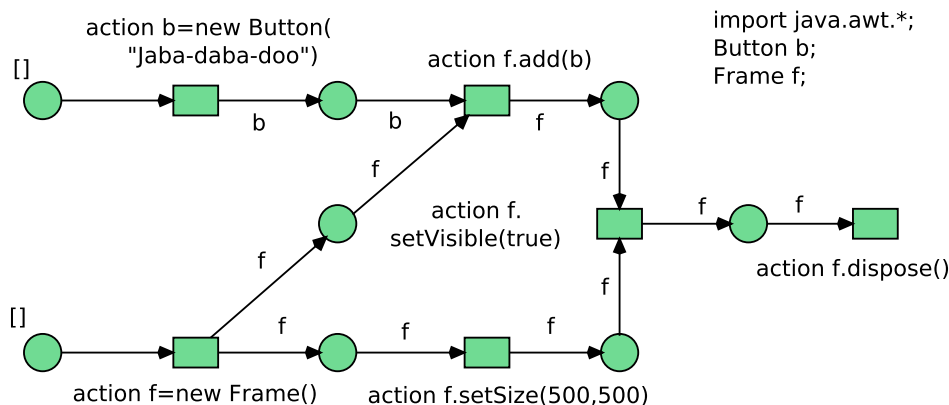 import java.awt.*;
Button b;
Frame f;
action b=new Button(
"Jaba-daba-doo")
[]
action f.add(b)
b
b
f
f
f
f
action f.
setVisible(true)
f
f
action f.dispose()
f
[]
f
f
f
action f=new Frame()
action f.setSize(500,500)